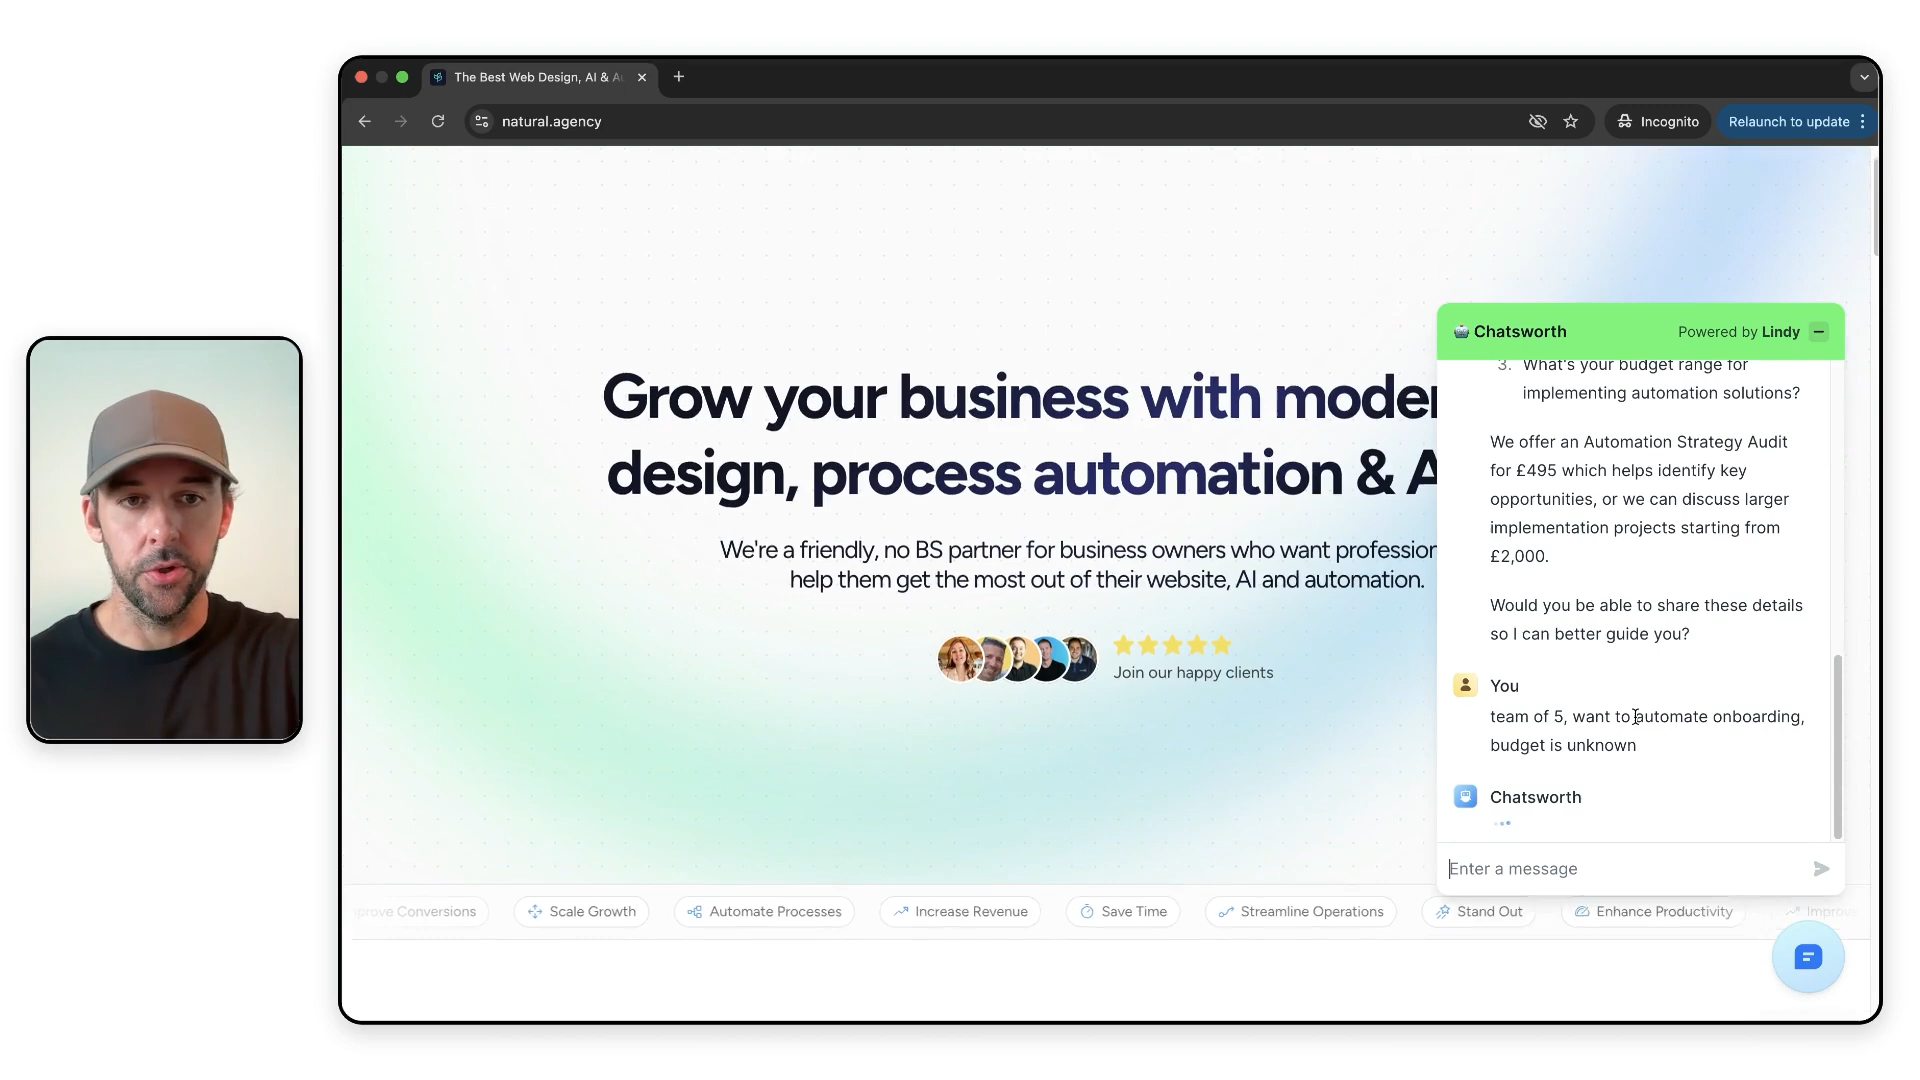 The Best Web Design, AI & Au
natural.agency
Incognito
Relaunch to update
Grow your business with moder
design, process automation & A
We're a friendly, no BS partner for business owners who want profession
help them get the most out of their website, AI and automation.
Join our happy clients
Chatsworth
Powered by Lindy
3. What's your budget range for
implementing automation solutions?
We offer an Automation Strategy Audit
for £495 which helps identify key
opportunities, or we can discuss larger
implementation projects starting from
£2,000.
Would you be able to share these details
so I can better guide you?
You
team of 5, want to automate onboarding,
budget is unknown
Chatsworth
Enter a message
prove Conversions
Scale Growth
Automate Processes
Increase Revenue
Save Time
Streamline Operations
Stand Out
Enhance Productivity
Improve